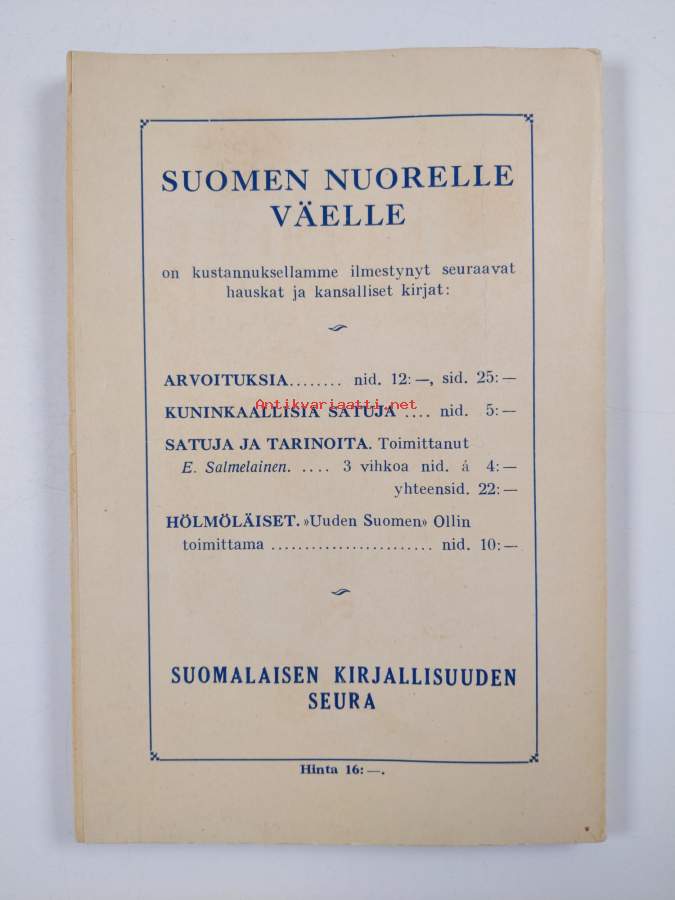 SUOMEN NUORELLE
VÄELLE
on kustannuksellamme ilmestynyt seuraavat
hauskat ja kansalliset kirjat:
ARVOITUKSIA........ nid. 12:—, sid. 25:—
Antikvariaatti.net
KUNINKAALLISIA SATUJA .... nid. 5:—
SATUJA JA TARINOITA. Toimittanut
E. Salmelainen. .... 3 vihkoa nid. á 4:—
yhteensid. 22:—
HÖLMÖLÄISET. »Uuden Suomen» Ollin
toimittama ........................ nid. 10:—
SUOMALAISEN KIRJALLISUUDEN
SEURA
Hinta 16:—.